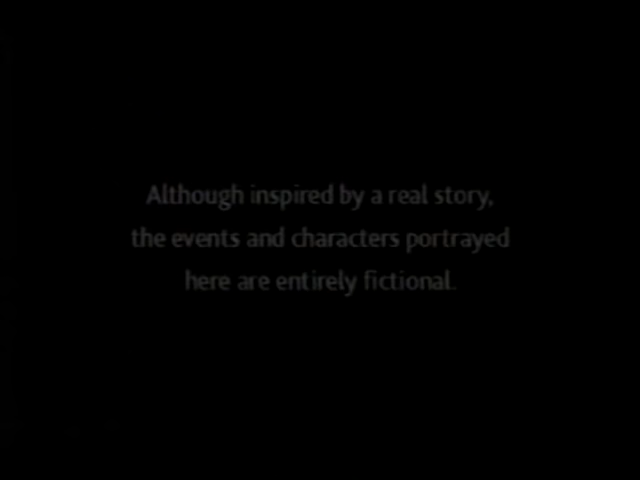 Although inspired by a real story,
the events and characters portrayed
here are entirely fictional.